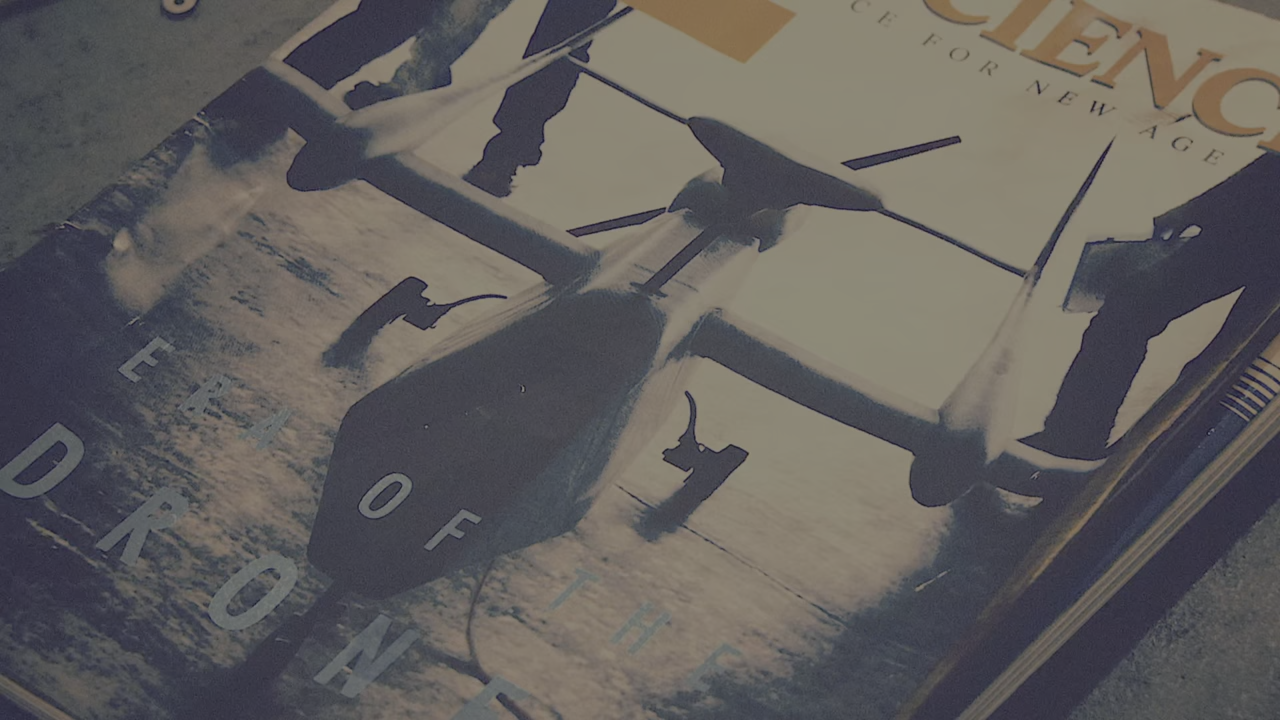 CIENC
CE FOR NEW AGE
ERA
OF
THE
DRONE